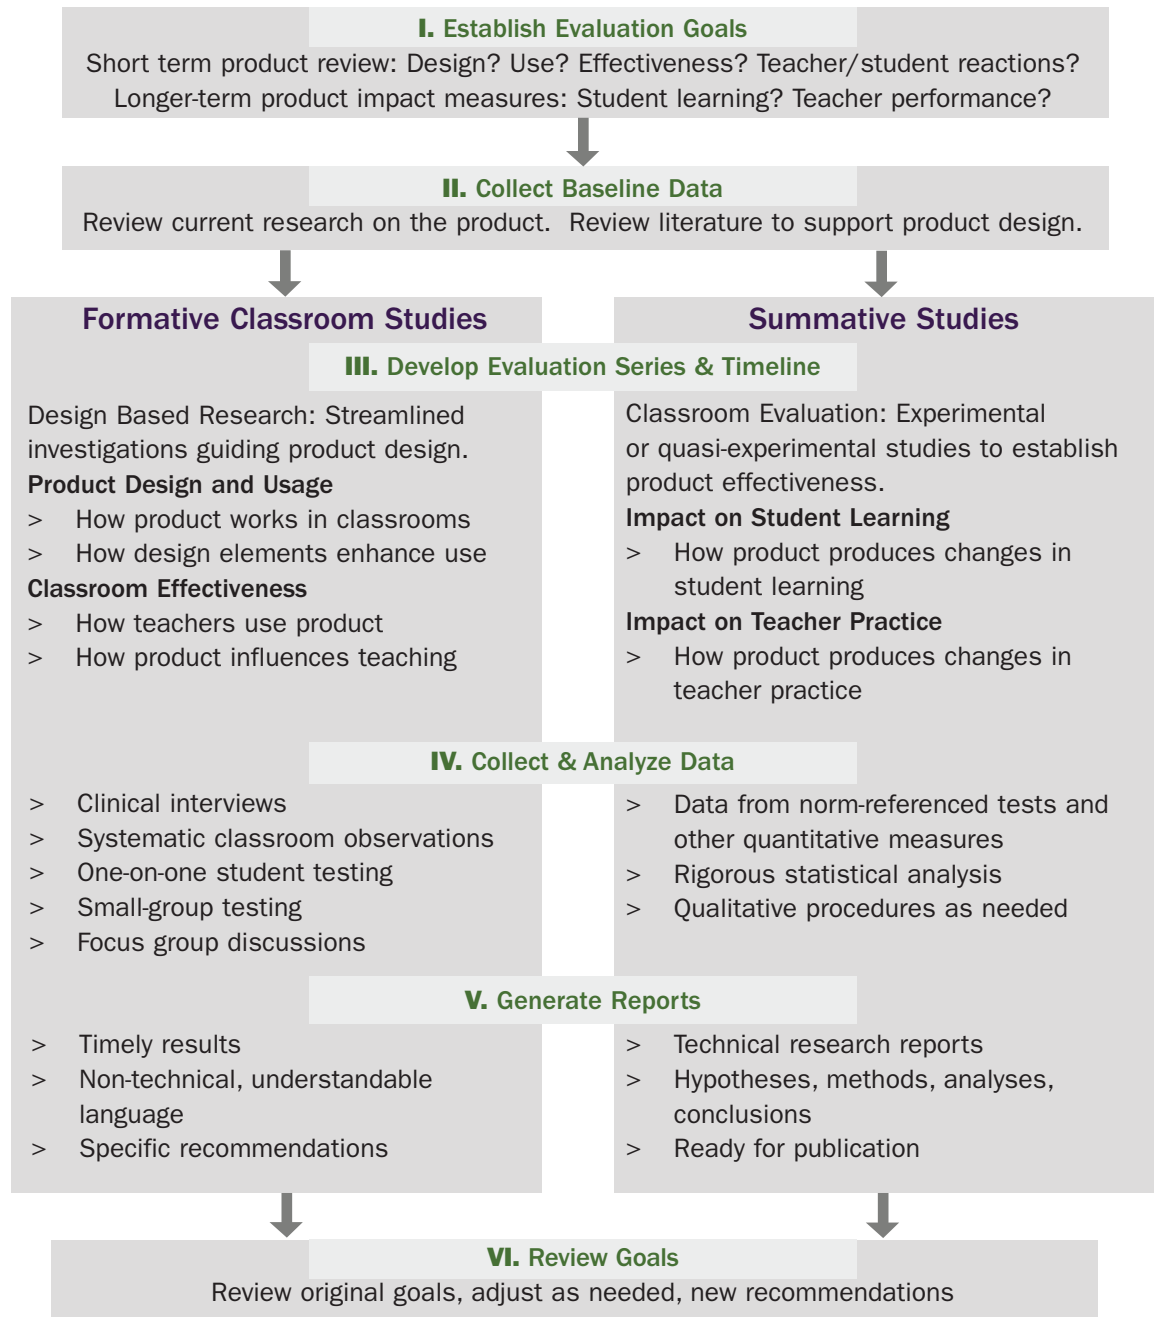 I. Establish Evaluation Goals
Short term product review: Design? Use? Effectiveness? Teacher/student reactions?
Longer-term product impact measures: Student learning? Teacher performance?
II. Collect Baseline Data
Review current research on the product. Review literature to support product design.
Formative Classroom Studies
Summative Studies
III. Develop Evaluation Series & Timeline
Design Based Research: Streamlined
investigations guiding product design.
Product Design and Usage
> How product works in classrooms
> How design elements enhance use
Classroom Effectiveness
> How teachers use product
> How product influences teaching
Classroom Evaluation: Experimental
or quasi-experimental studies to establish
product effectiveness.
Impact on Student Learning
> How product produces changes in
student learning
Impact on Teacher Practice
> How product produces changes in
teacher practice
IV. Collect & Analyze Data
> Clinical interviews
> Systematic classroom observations
> One-on-one student testing
> Small-group testing
> Focus group discussions
> Data from norm-referenced tests and
other quantitative measures
> Rigorous statistical analysis
> Qualitative procedures as needed
V. Generate Reports
> Timely results
> Non-technical, understandable
language
> Specific recommendations
> Technical research reports
> Hypotheses, methods, analyses,
conclusions
> Ready for publication
VI. Review Goals
Review original goals, adjust as needed, new recommendations